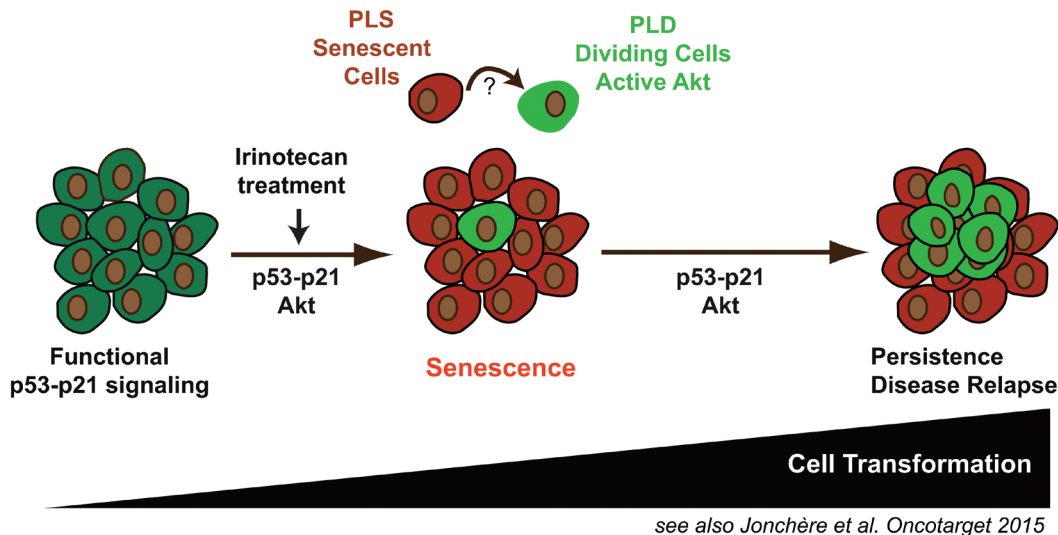 PLS
Senescent
Cells
?
PLD
Dividing Cells
Active Akt
Irinotecan
treatment
p53-p21
Akt
p53-p21
Akt
Functional
p53-p21 signaling
Senescence
Persistence
Disease Relapse
Cell Transformation
see also Jonchère et al. Oncotarget 2015